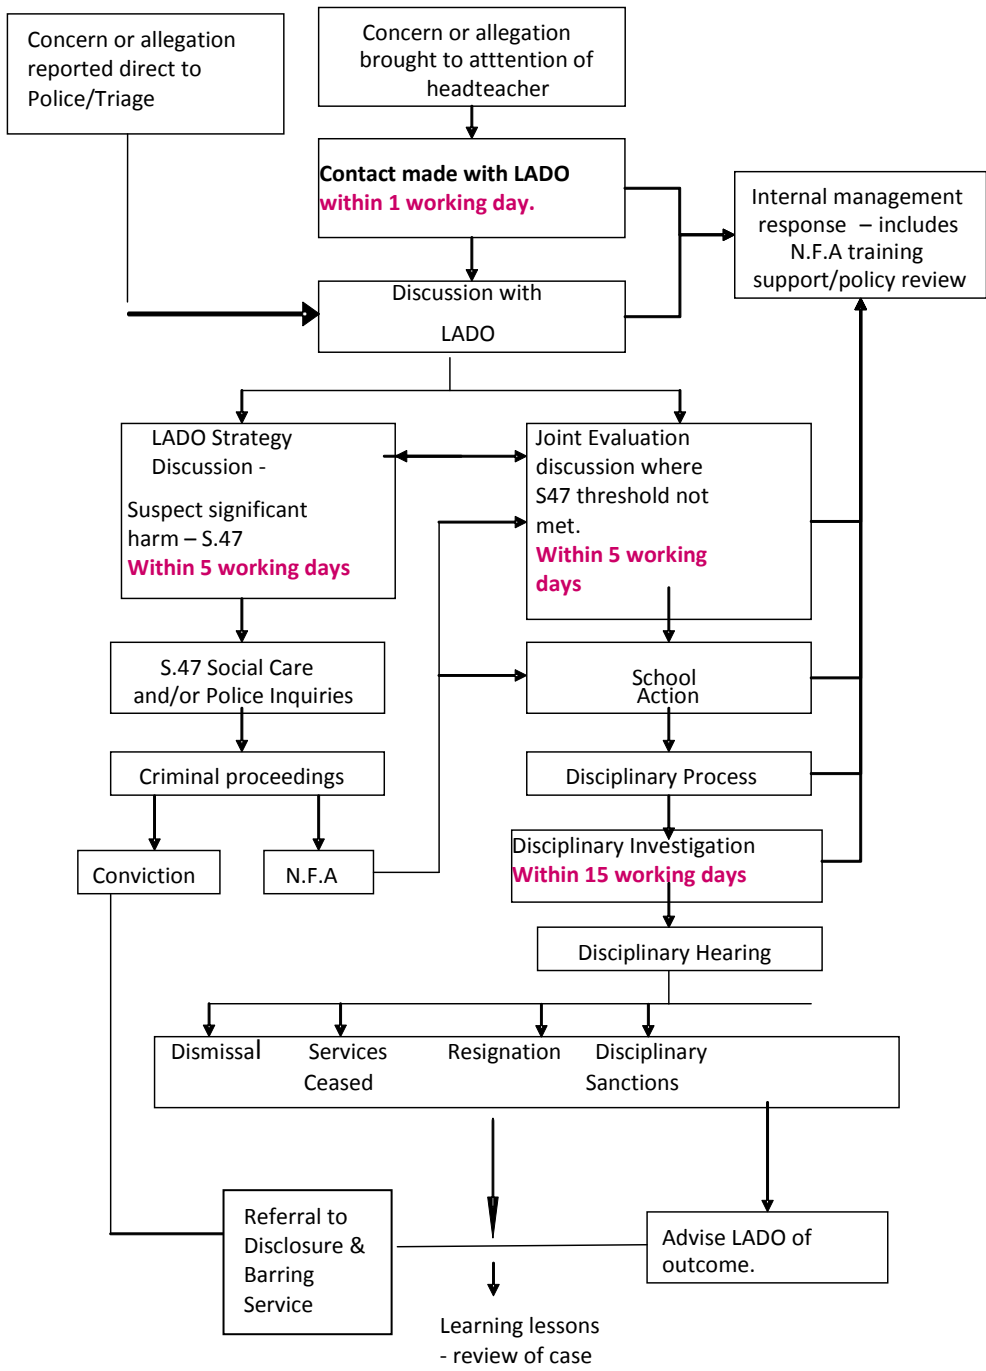 Concern or allegation
reported direct to
Police/Triage
Concern or allegation
brought to atttention of
headteacher
Contact made with LADO
within 1 working day.
Internal management
response – includes
N.F.A training
support/policy review
Discussion with
LADO
LADO Strategy
Discussion -
Suspect significant
harm – S.47
Within 5 working days
Joint Evaluation
discussion where
S47 threshold not
met.
Within 5 working
days
S.47 Social Care
and/or Police Inquiries
School
Action
Criminal proceedings
Disciplinary Process
Conviction
N.F.A
Disciplinary Investigation
Within 15 working days
Disciplinary Hearing
Dismissal Services Resignation Disciplinary
Ceased Sanctions
Referral to
Disclosure &
Barring
Service
Advise LADO of
outcome.
Learning lessons
- review of case